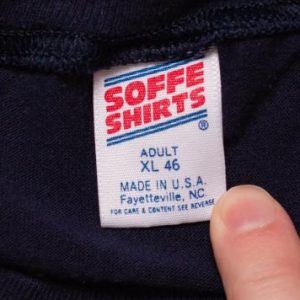 SOFFE
SHIRTS®
ADULT
XL 46
MADE IN U.S.A.
Fayetteville, NC
FOR CARE & CONTENT SEE REVERSE